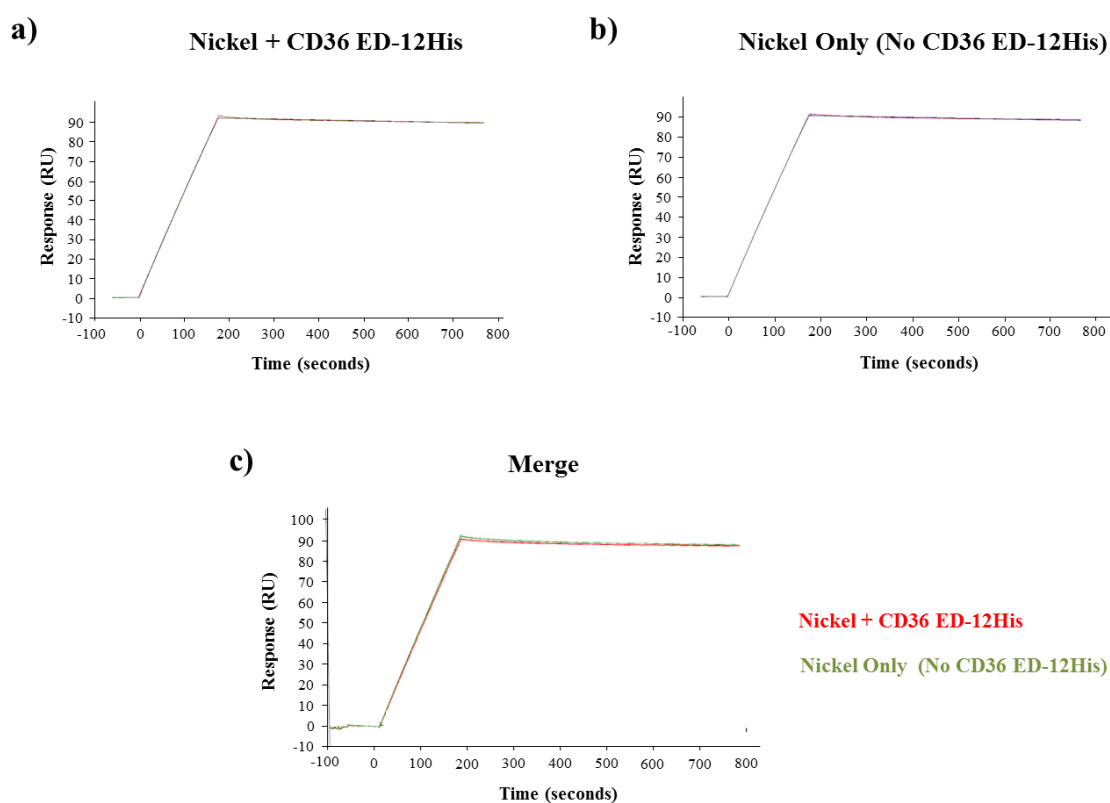 a)
Nickel + CD36 ED-12His
Response (RU)
90
80
70
60
50
40
30
20
10
0
-10
-100 0 100 200 300 400 500 600 700 800
Time (seconds)
b)
Nickel Only (No CD36 ED-12His)
Response (RU)
90
80
70
60
50
40
30
20
10
0
-10
-100 0 100 200 300 400 500 600 700 800
Time (seconds)
c)
Merge
Response (RU)
100
90
80
70
60
50
40
30
20
10
0
-10
-100 0 100 200 300 400 500 600 700 800
Time (seconds)
Nickel + CD36 ED-12His
Nickel Only (No CD36 ED-12His)